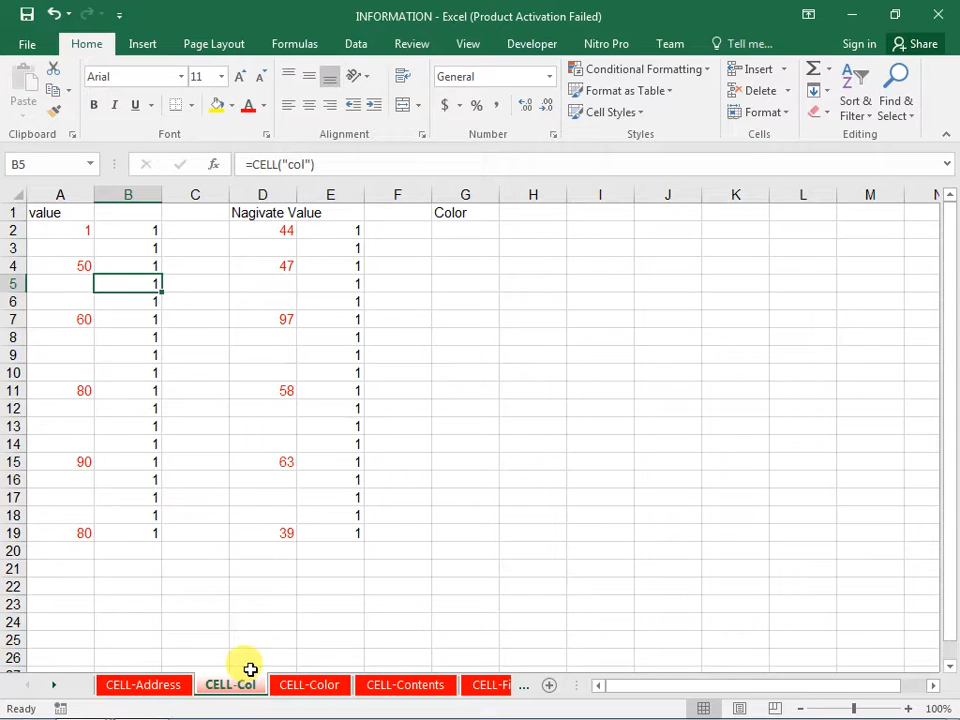 INFORMATION - Excel (Product Activation Failed)
File Home Insert Page Layout Formulas Data Review View Developer Nitro Pro Team Tell me... Sign in Share
Paste
Clipboard
Arial 11
B I U
Font
Alignment
General
$ % ,
Number
Conditional Formatting
Format as Table
Cell Styles
Styles
Insert
Delete
Format
Cells
Sort & Filter
Find & Select
Editing
B5 fx =CELL("col")
A B C D E F G H I J K L M N
1 value Nagivate Value Color
2 1 1 44 1
3 1 1
4 50 1 47 1
5 1 1
6 1 1
7 60 1 97 1
8 1 1
9 1 1
10 1 1
11 80 1 58 1
12 1 1
13 1 1
14 1 1
15 90 1 63 1
16 1 1
17 1 1
18 1 1
19 80 1 39 1
20
21
22
23
24
25
26
CELL-Address CELL-Col CELL-Color CELL-Contents CELL-Fi ...
Ready 100%